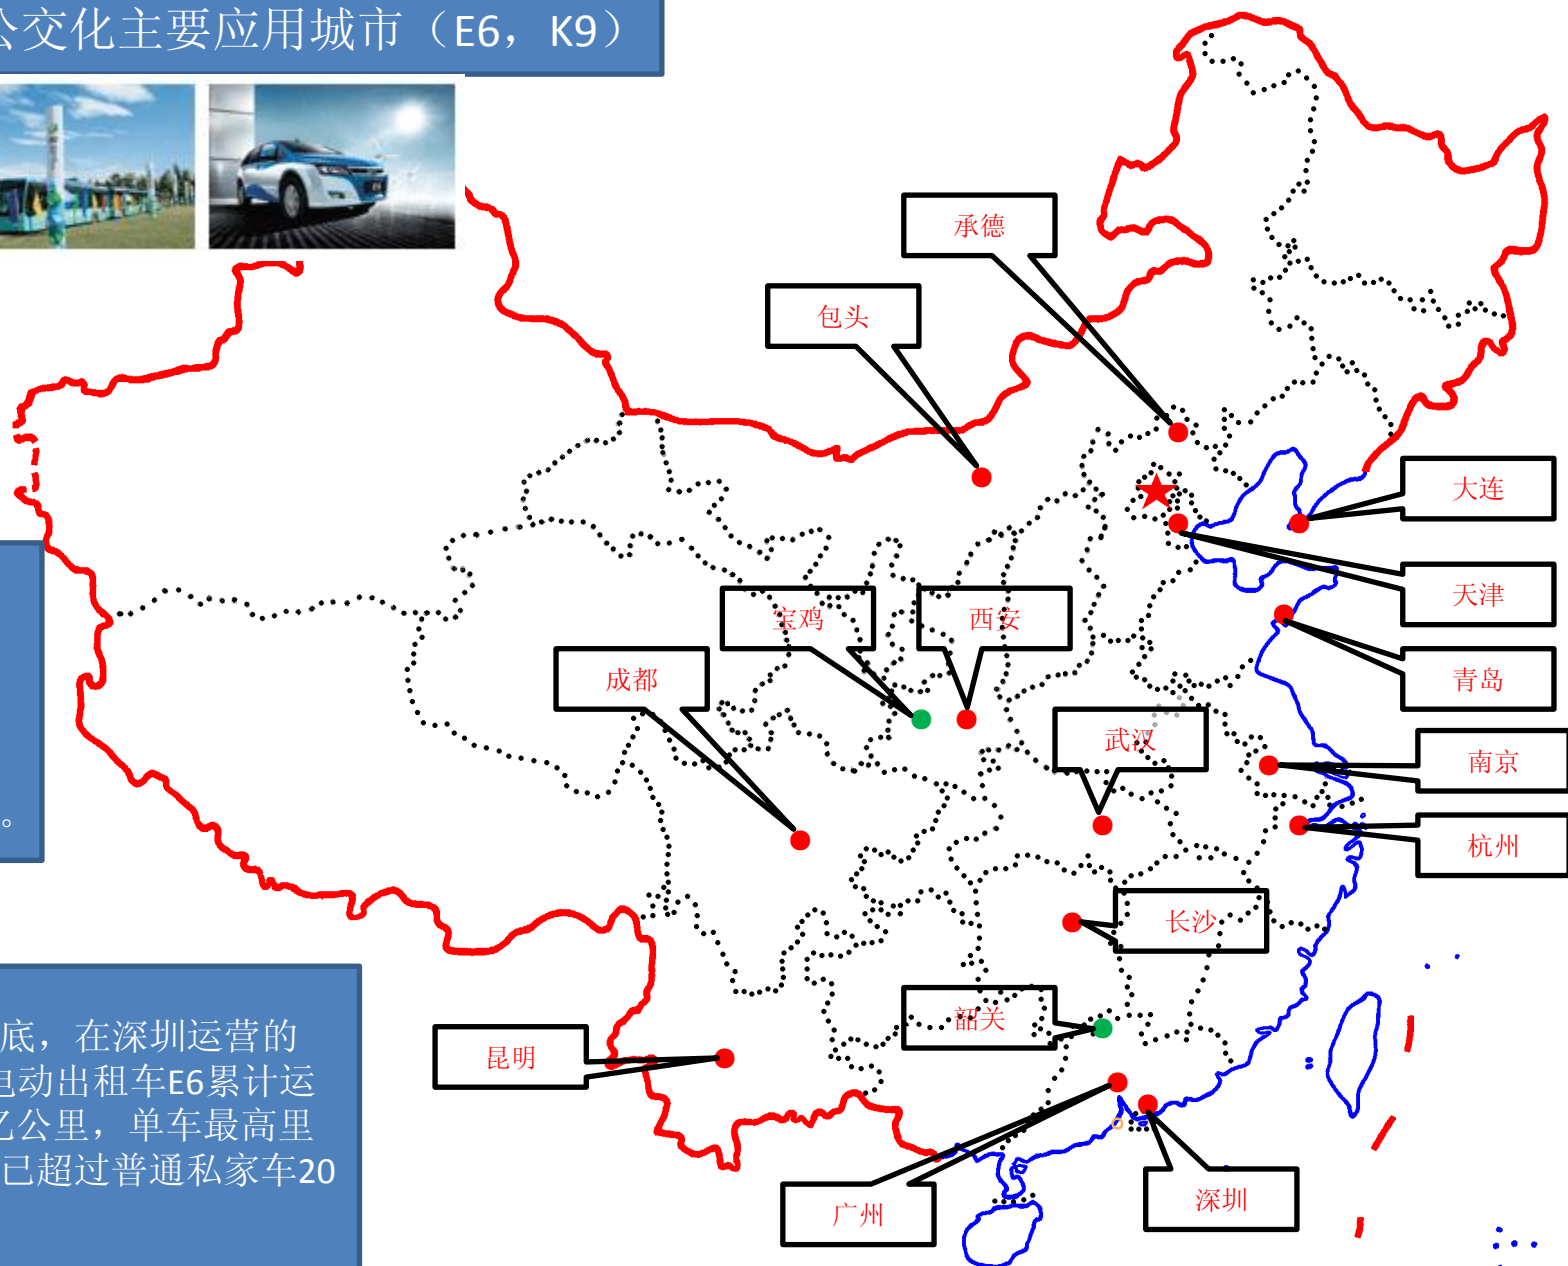 公交化主要应用城市（E6，K9）
承德
包头
大连
天津
宝鸡
西安
青岛
成都
武汉
南京
杭州
。
长沙
韶关
底，在深圳运营的
电动出租车E6累计运
亿公里，单车最高里
已超过普通私家车20
昆明
深圳
广州